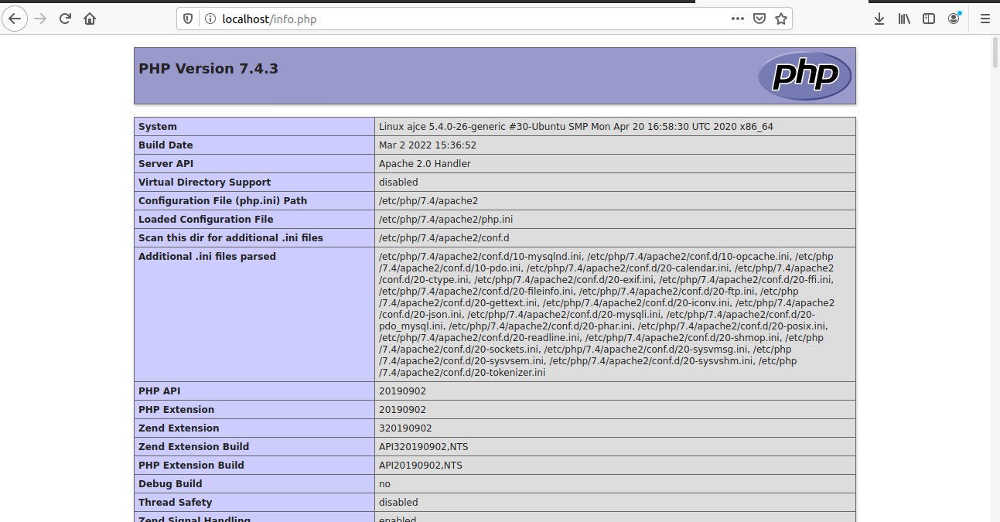 localhost/info.php
PHP Version 7.4.3
php
System Linux ajce 5.4.0-26-generic #30-Ubuntu SMP Mon Apr 20 16:58:30 UTC 2020 x86_64
Build Date Mar 2 2022 15:36:52
Server API Apache 2.0 Handler
Virtual Directory Support disabled
Configuration File (php.ini) Path /etc/php/7.4/apache2
Loaded Configuration File /etc/php/7.4/apache2/php.ini
Scan this dir for additional .ini files /etc/php/7.4/apache2/conf.d
Additional .ini files parsed /etc/php/7.4/apache2/conf.d/10-mysqlnd.ini, /etc/php/7.4/apache2/conf.d/10-opcache.ini, /etc/php
/7.4/apache2/conf.d/10-pdo.ini, /etc/php/7.4/apache2/conf.d/20-calendar.ini, /etc/php/7.4/apache2
/conf.d/20-ctype.ini, /etc/php/7.4/apache2/conf.d/20-exif.ini, /etc/php/7.4/apache2/conf.d/20-ffi.ini,
/etc/php/7.4/apache2/conf.d/20-fileinfo.ini, /etc/php/7.4/apache2/conf.d/20-ftp.ini, /etc/php
/7.4/apache2/conf.d/20-gettext.ini, /etc/php/7.4/apache2/conf.d/20-iconv.ini, /etc/php/7.4/apache2
/conf.d/20-json.ini, /etc/php/7.4/apache2/conf.d/20-mysqli.ini, /etc/php/7.4/apache2/conf.d/20-
pdo_mysql.ini, /etc/php/7.4/apache2/conf.d/20-phar.ini, /etc/php/7.4/apache2/conf.d/20-posix.ini,
/etc/php/7.4/apache2/conf.d/20-readline.ini, /etc/php/7.4/apache2/conf.d/20-shmop.ini, /etc/php
/7.4/apache2/conf.d/20-sockets.ini, /etc/php/7.4/apache2/conf.d/20-sysvmsg.ini, /etc/php
/7.4/apache2/conf.d/20-sysvsem.ini, /etc/php/7.4/apache2/conf.d/20-sysvshm.ini, /etc/php
/7.4/apache2/conf.d/20-tokenizer.ini
PHP API 20190902
PHP Extension 20190902
Zend Extension 320190902
Zend Extension Build API320190902,NTS
PHP Extension Build API20190902,NTS
Debug Build no
Thread Safety disabled
Zend Signal Handling enabled